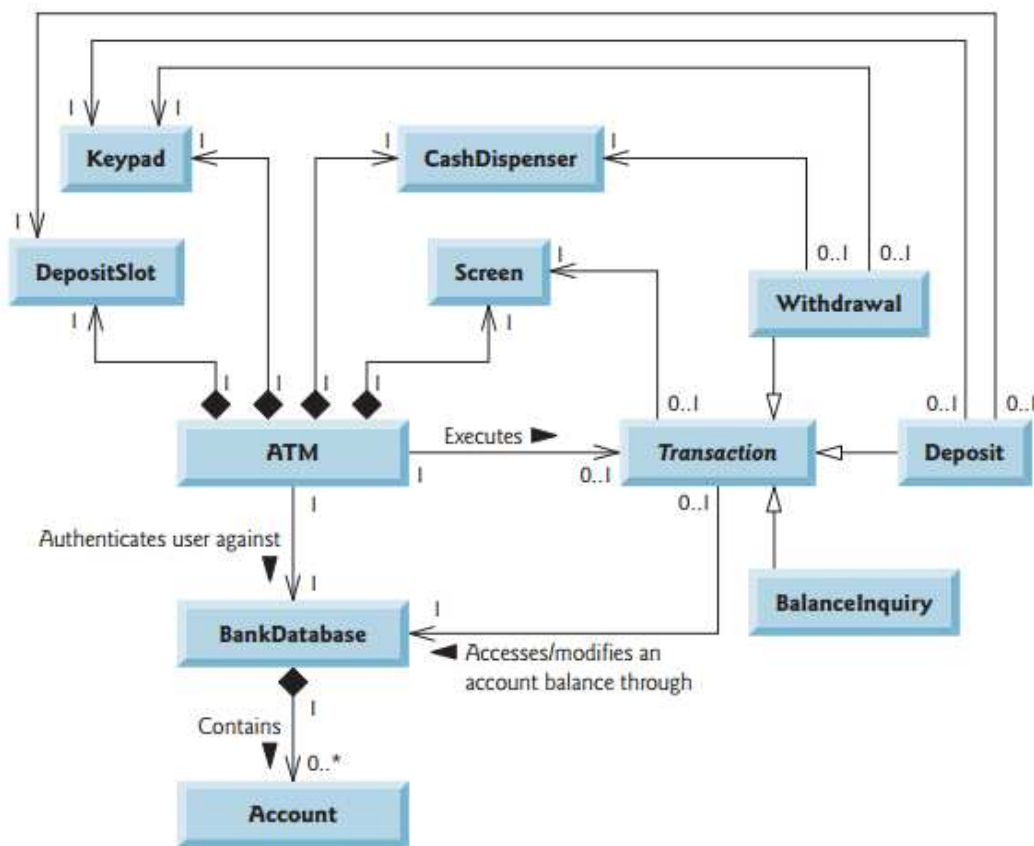 1 1 1 1
Keypad
CashDispenser
1 1
DepositSlot
Screen
1
0..1 0..1
Withdrawal
1 1
1 1 1 1
0..1
0..1 0..1
ATM
Executes
Transaction
Deposit
1 0..1
1
0..1
Authenticates user against
1
1
BankDatabase
BalanceInquiry
Accesses/modifies an
account balance through
1
Contains
0..*
Account